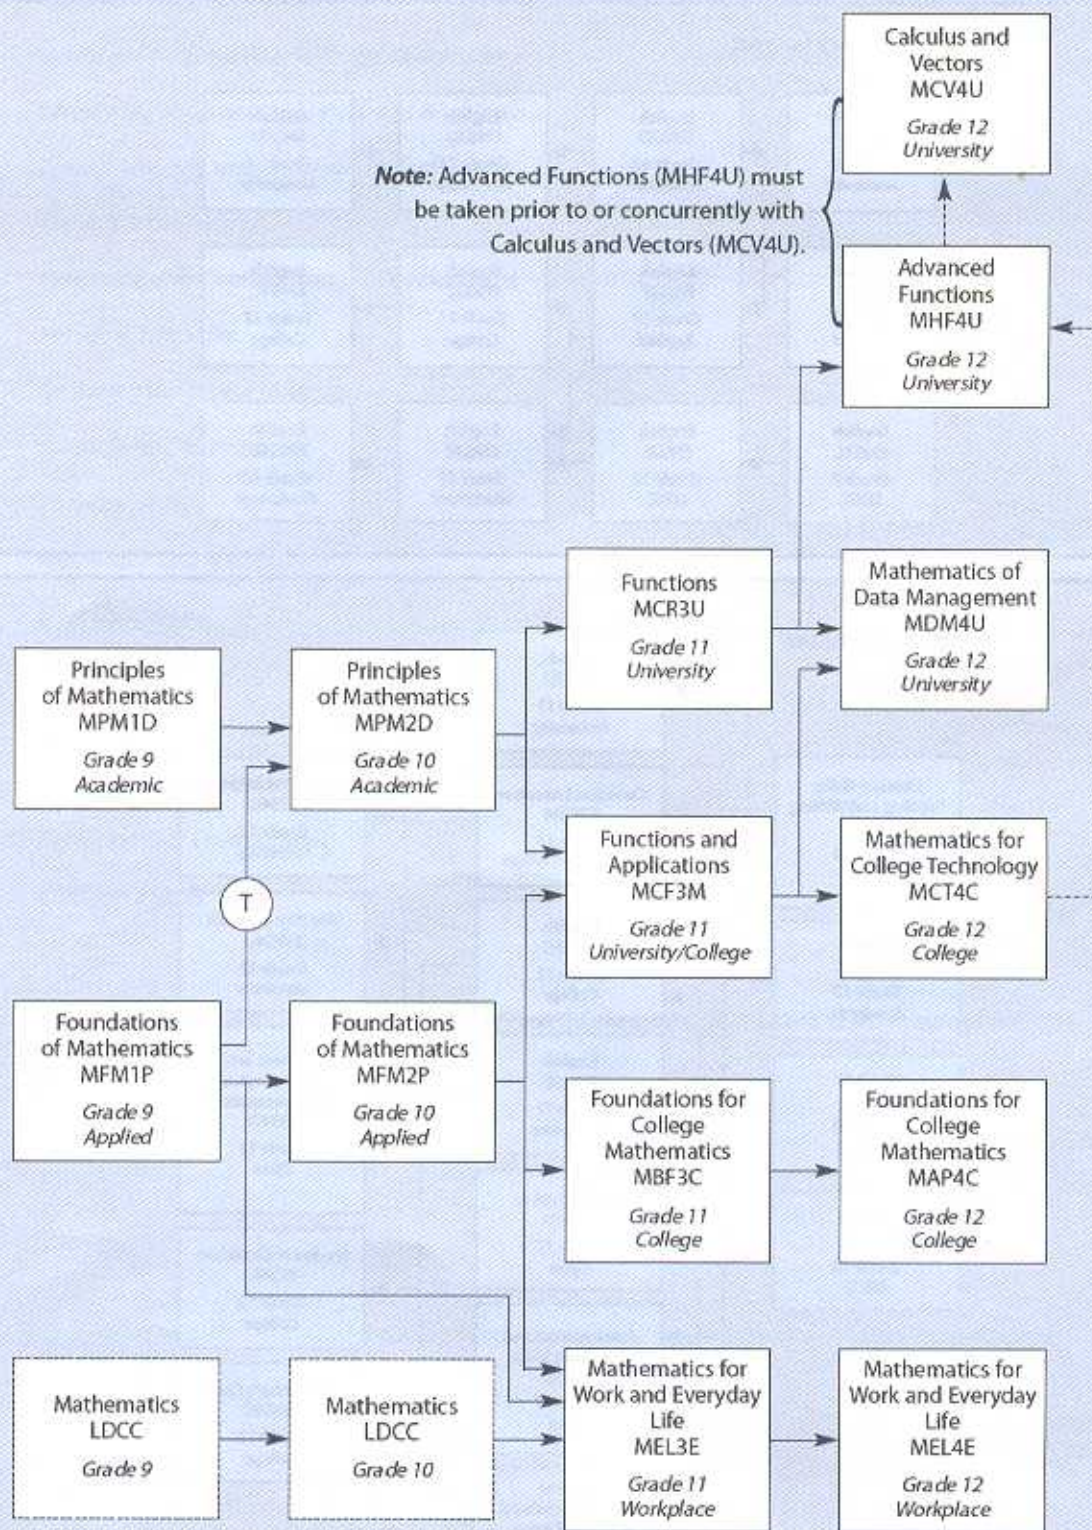 Calculus and
Vectors
MCV4U
Grade 12
University
Note: Advanced Functions (MHF4U) must
be taken prior to or concurrently with
Calculus and Vectors (MCV4U).
Advanced
Functions
MHF4U
Grade 12
University
Functions
MCR3U
Grade 11
University
Mathematics of
Data Management
MDM4U
Grade 12
University
Principles
of Mathematics
MPM1D
Grade 9
Academic
Principles
of Mathematics
MPM2D
Grade 10
Academic
T
Functions and
Applications
MCF3M
Grade 11
University/College
Mathematics for
College Technology
MCT4C
Grade 12
College
Foundations
of Mathematics
MFM1P
Grade 9
Applied
Foundations
of Mathematics
MFM2P
Grade 10
Applied
Foundations for
College
Mathematics
MBF3C
Grade 11
College
Foundations for
College
Mathematics
MAP4C
Grade 12
College
Mathematics
LDCC
Grade 9
Mathematics
LDCC
Grade 10
Mathematics for
Work and Everyday
Life
MEL3E
Grade 11
Workplace
Mathematics for
Work and Everyday
Life
MEL4E
Grade 12
Workplace